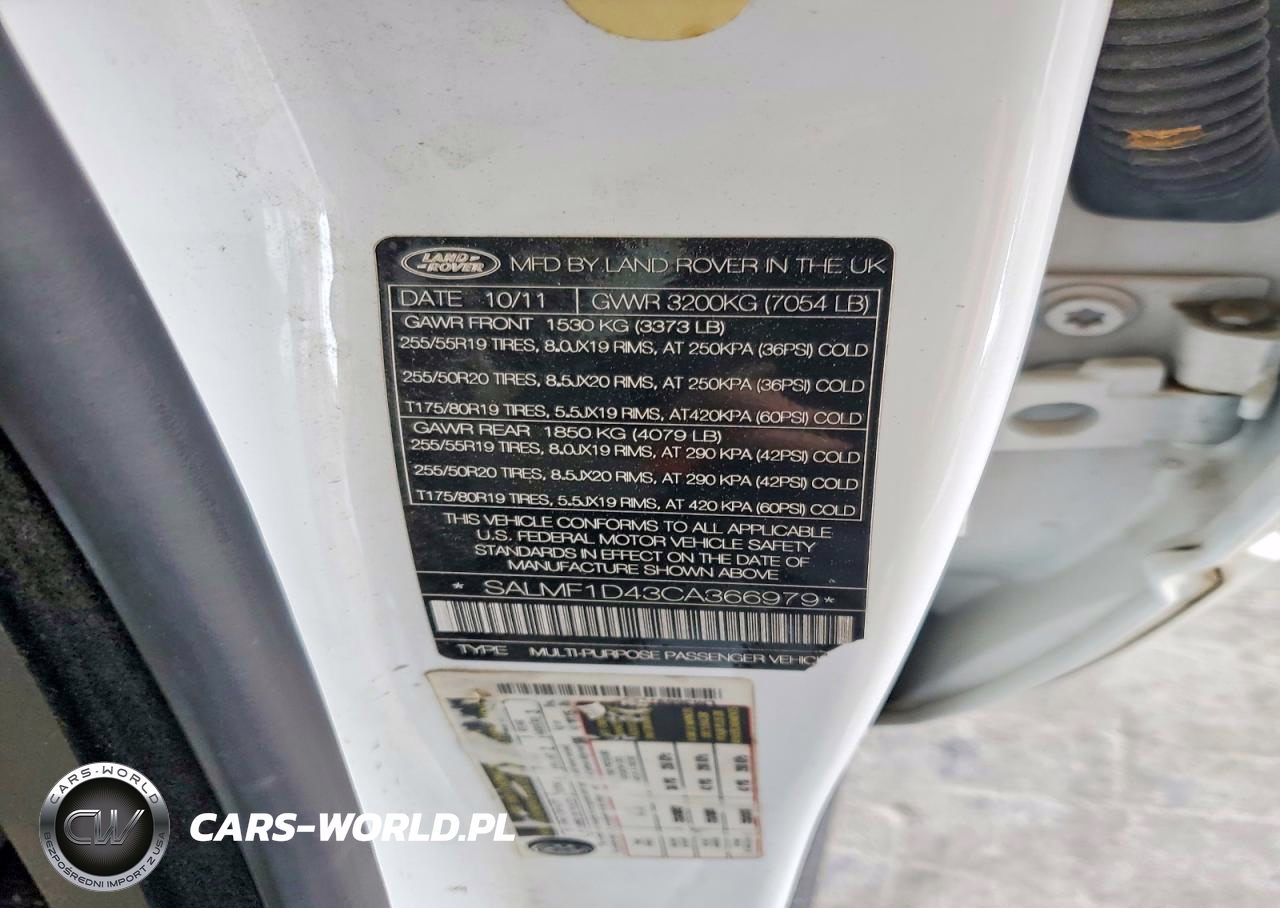 LAND ROVER MFD BY LAND ROVER IN THE UK
DATE 10/11 GVWR 3200KG (7054 LB)
GAWR FRONT 1530 KG (3373 LB)
255/55R19 TIRES, 8.0JX19 RIMS, AT 250KPA (36PSI) COLD
255/50R20 TIRES, 8.5JX20 RIMS, AT 250KPA (36PSI) COLD
T175/80R19 TIRES, 5.5JX19 RIMS, AT420KPA (60PSI) COLD
GAWR REAR 1850 KG (4079 LB)
255/55R19 TIRES, 8.0JX19 RIMS, AT 290 KPA (42PSI) COLD
255/50R20 TIRES, 8.5JX20 RIMS, AT 290 KPA (42PSI) COLD
T175/80R19 TIRES, 5.5JX19 RIMS, AT 420 KPA (60PSI) COLD
THIS VEHICLE CONFORMS TO ALL APPLICABLE
U.S. FEDERAL MOTOR VEHICLE SAFETY
STANDARDS IN EFFECT ON THE DATE OF
MANUFACTURE SHOWN ABOVE
* SALMF1D43CA366979 *
TYPE MULTI-PURPOSE PASSENGER VEHIC
CARS-WORLD
CW
BEZPOŚREDNI IMPORT Z USA
CARS-WORLD.PL